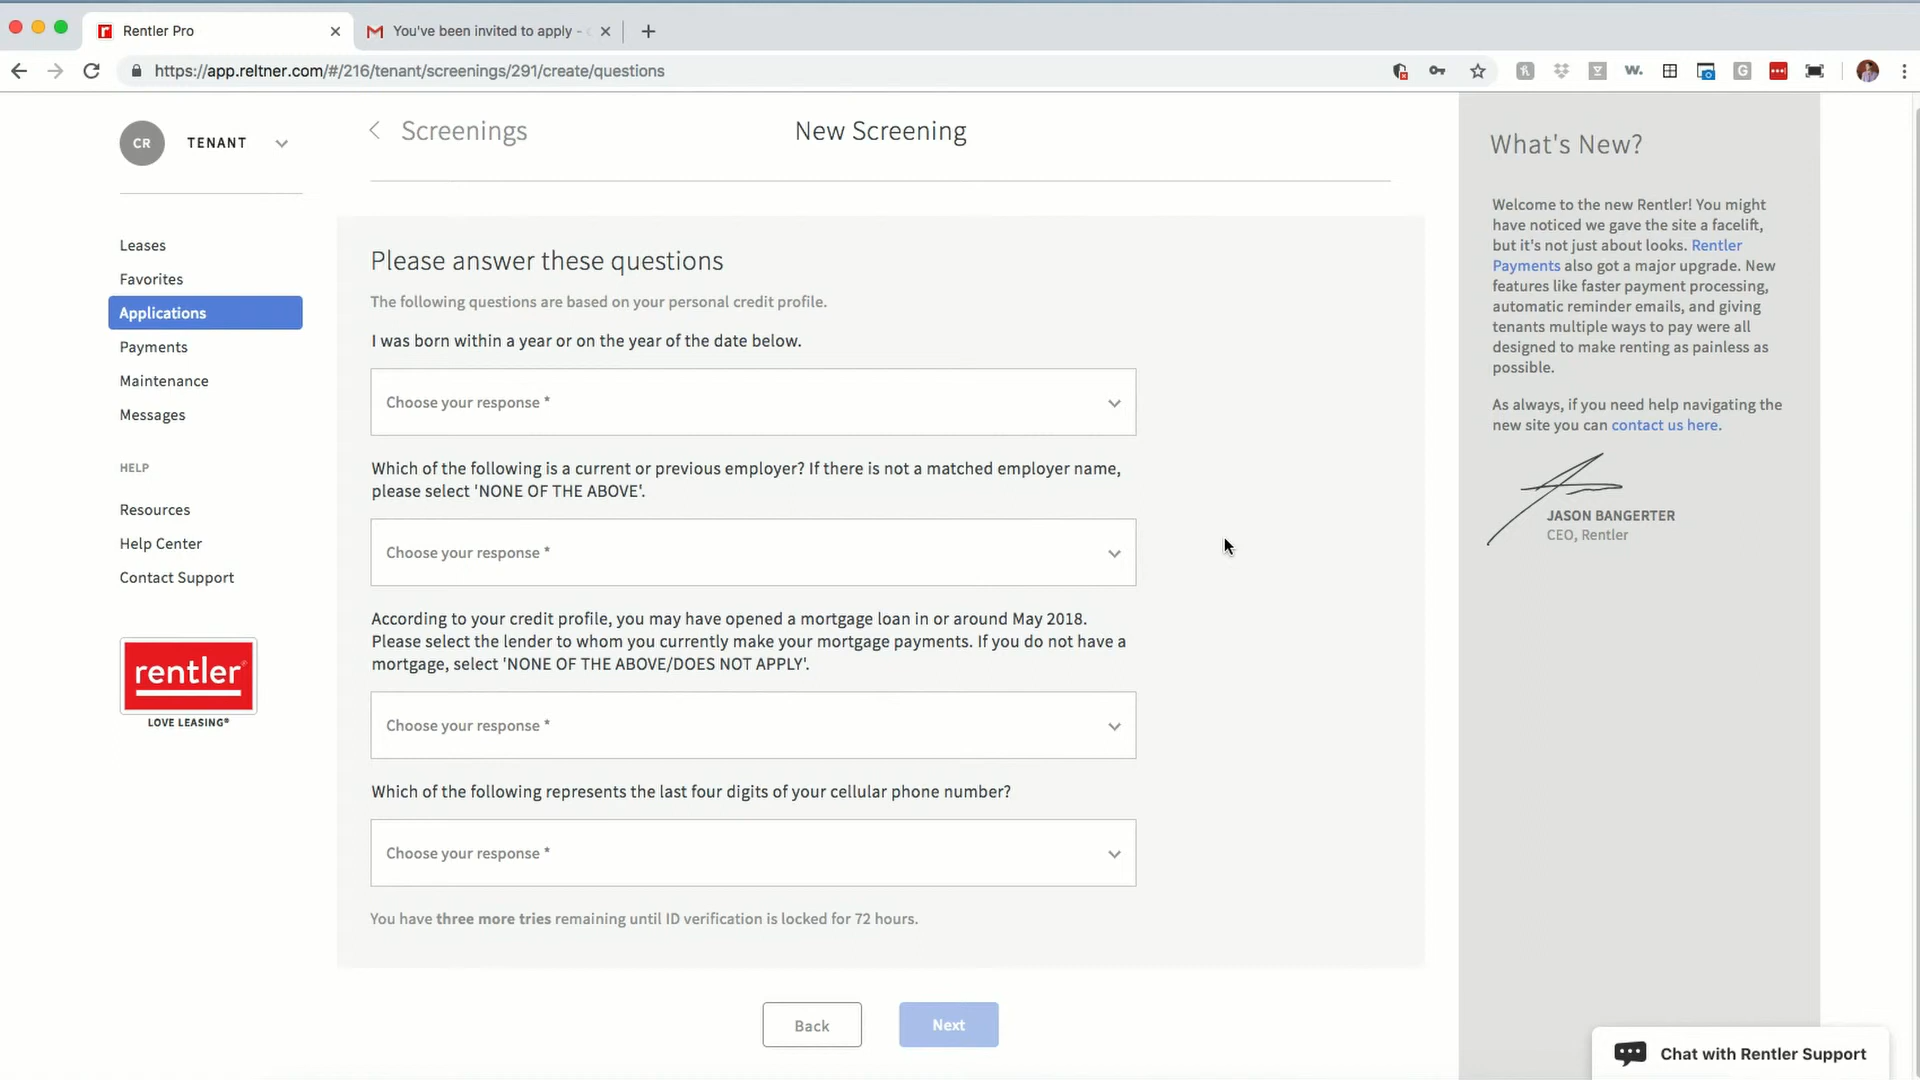 Rentler Pro
You've been invited to apply -
https://app.reltner.com/#/216/tenant/screenings/291/create/questions
CR
TENANT
Screenings
New Screening
Leases
Favorites
Applications
Payments
Maintenance
Messages
HELP
Resources
Help Center
Contact Support
rentler
LOVE LEASING®
Please answer these questions
The following questions are based on your personal credit profile.
I was born within a year or on the year of the date below.
Choose your response *
Which of the following is a current or previous employer? If there is not a matched employer name,
please select 'NONE OF THE ABOVE'.
Choose your response *
According to your credit profile, you may have opened a mortgage loan in or around May 2018.
Please select the lender to whom you currently make your mortgage payments. If you do not have a
mortgage, select 'NONE OF THE ABOVE/DOES NOT APPLY'.
Choose your response *
Which of the following represents the last four digits of your cellular phone number?
Choose your response *
You have three more tries remaining until ID verification is locked for 72 hours.
Back
Next
What's New?
Welcome to the new Rentler! You might
have noticed we gave the site a facelift,
but it's not just about looks. Rentler
Payments also got a major upgrade. New
features like faster payment processing,
automatic reminder emails, and giving
tenants multiple ways to pay were all
designed to make renting as painless as
possible.
As always, if you need help navigating the
new site you can contact us here.
JASON BANGERTER
CEO, Rentler
Chat with Rentler Support